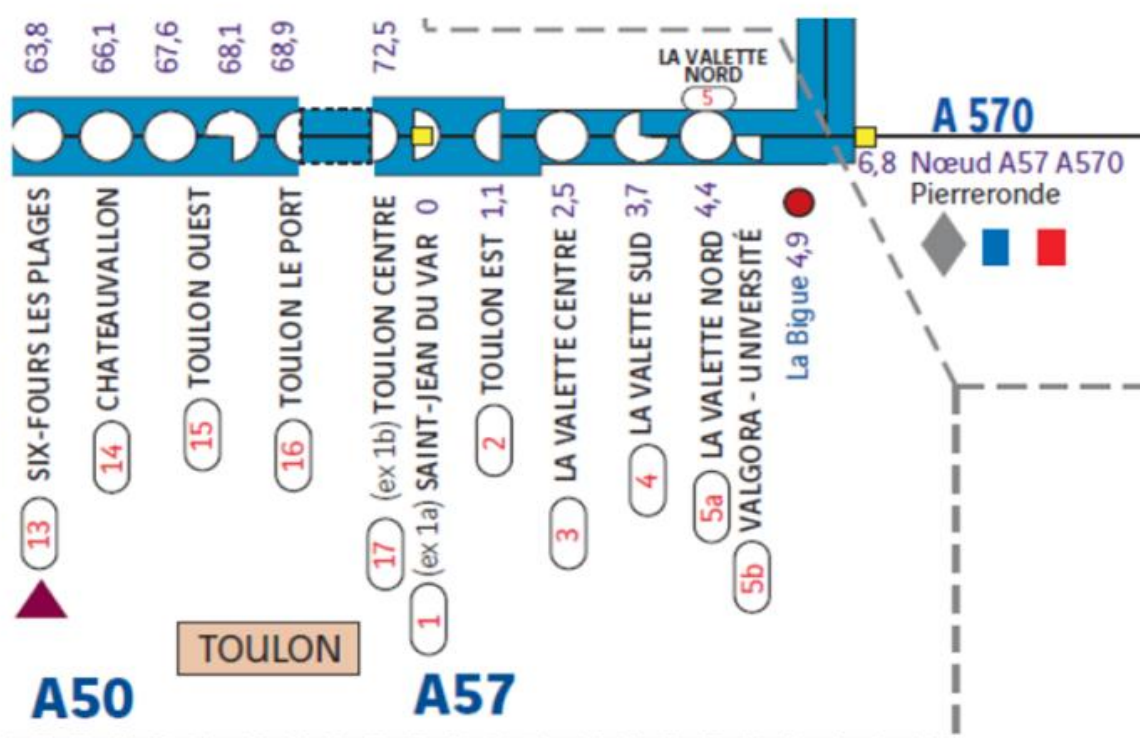 63,8
66,1
67,6
68,1
68,9
72,5
LA VALETTE
NORD
5
A 570
6,8 Nœud A57 A570
Pierreronde
13 SIX-FOURS LES PLAGES
14 CHATEAUVALLON
15 TOULON OUEST
16 TOULON LE PORT
17 (ex 1b) TOULON CENTRE
1 (ex 1a) SAINT-JEAN DU VAR 0
2 TOULON EST 1,1
3 LA VALETTE CENTRE 2,5
4 LA VALETTE SUD 3,7
5a LA VALETTE NORD 4,4
5b VALGORA - UNIVERSITÉ
La Bigue 4,9
TOULON
A50
A57